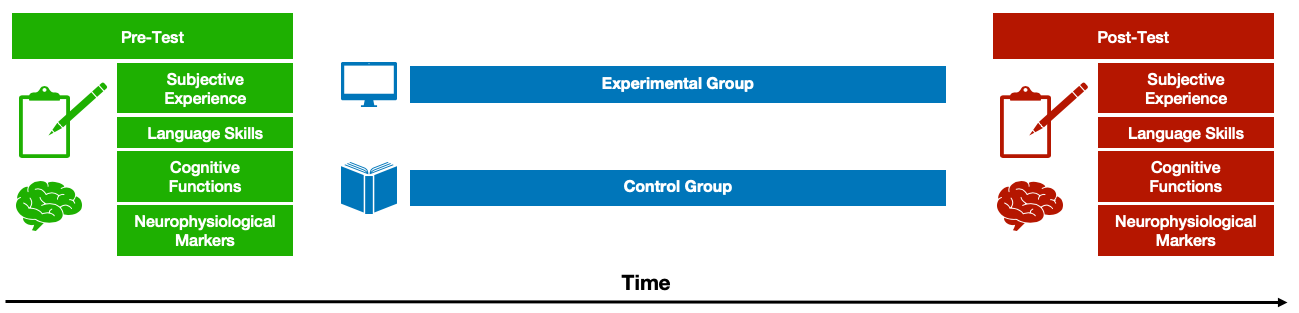 Pre-Test
Subjective
Experience
Language Skills
Cognitive
Functions
Neurophysiological
Markers
Experimental Group
Control Group
Post-Test
Subjective
Experience
Language Skills
Cognitive
Functions
Neurophysiological
Markers
Time